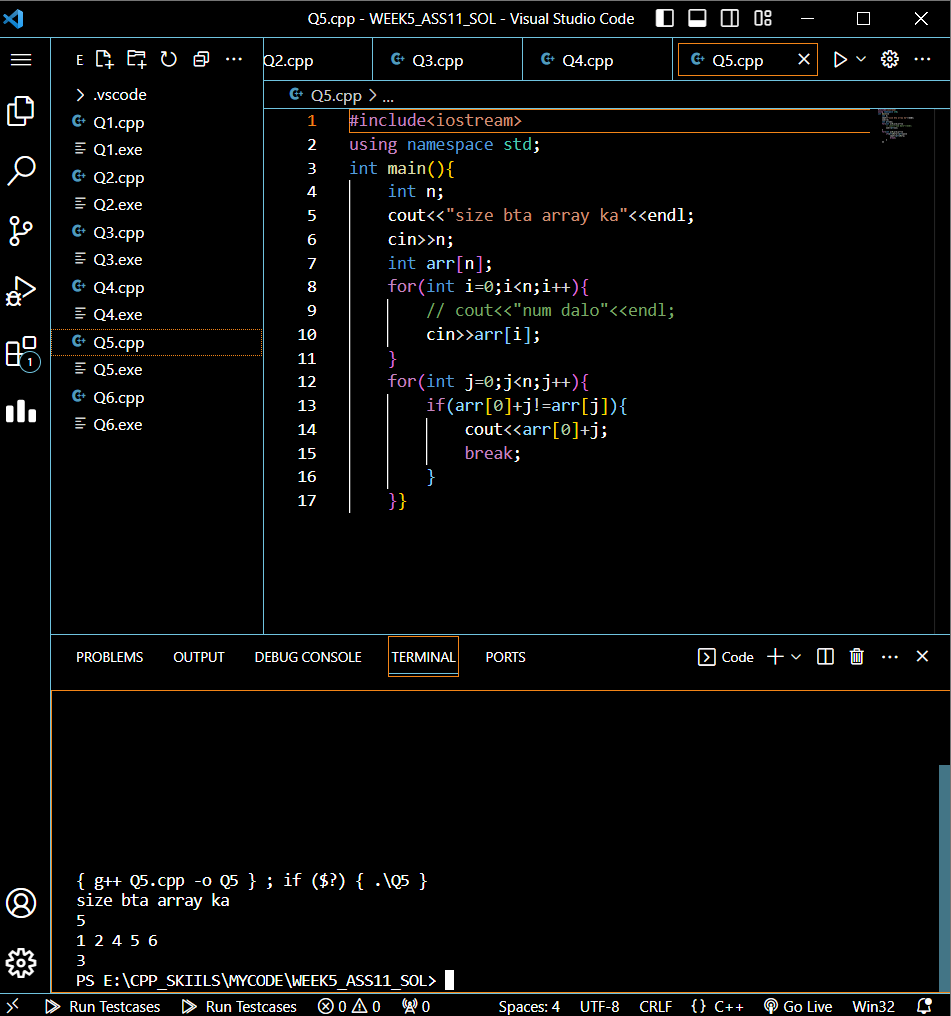 Q5.cpp - WEEK5_ASS11_SOL - Visual Studio Code
E
Q2.cpp
Q3.cpp
Q4.cpp
Q5.cpp
.vscode
Q1.cpp
Q1.exe
Q2.cpp
Q2.exe
Q3.cpp
Q3.exe
Q4.cpp
Q4.exe
Q5.cpp
Q5.exe
Q6.cpp
Q6.exe
1
Q5.cpp > ...
1 #include<iostream>
2 using namespace std;
3 int main(){
4 int n;
5 cout<<"size bta array ka"<<endl;
6 cin>>n;
7 int arr[n];
8 for(int i=0;i<n;i++){
9 // cout<<"num dalo"<<endl;
10 cin>>arr[i];
11 }
12 for(int j=0;j<n;j++){
13 if(arr[0]+j!=arr[j]){
14 cout<<arr[0]+j;
15 break;
16 }
17 }}
PROBLEMS OUTPUT DEBUG CONSOLE TERMINAL PORTS Code
{ g++ Q5.cpp -o Q5 } ; if ($?) { .\Q5 }
size bta array ka
5
1 2 4 5 6
3
PS E:\CPP_SKIILS\MYCODE\WEEK5_ASS11_SOL>
Run Testcases Run Testcases 0 0 0 Spaces: 4 UTF-8 CRLF {} C++ Go Live Win32